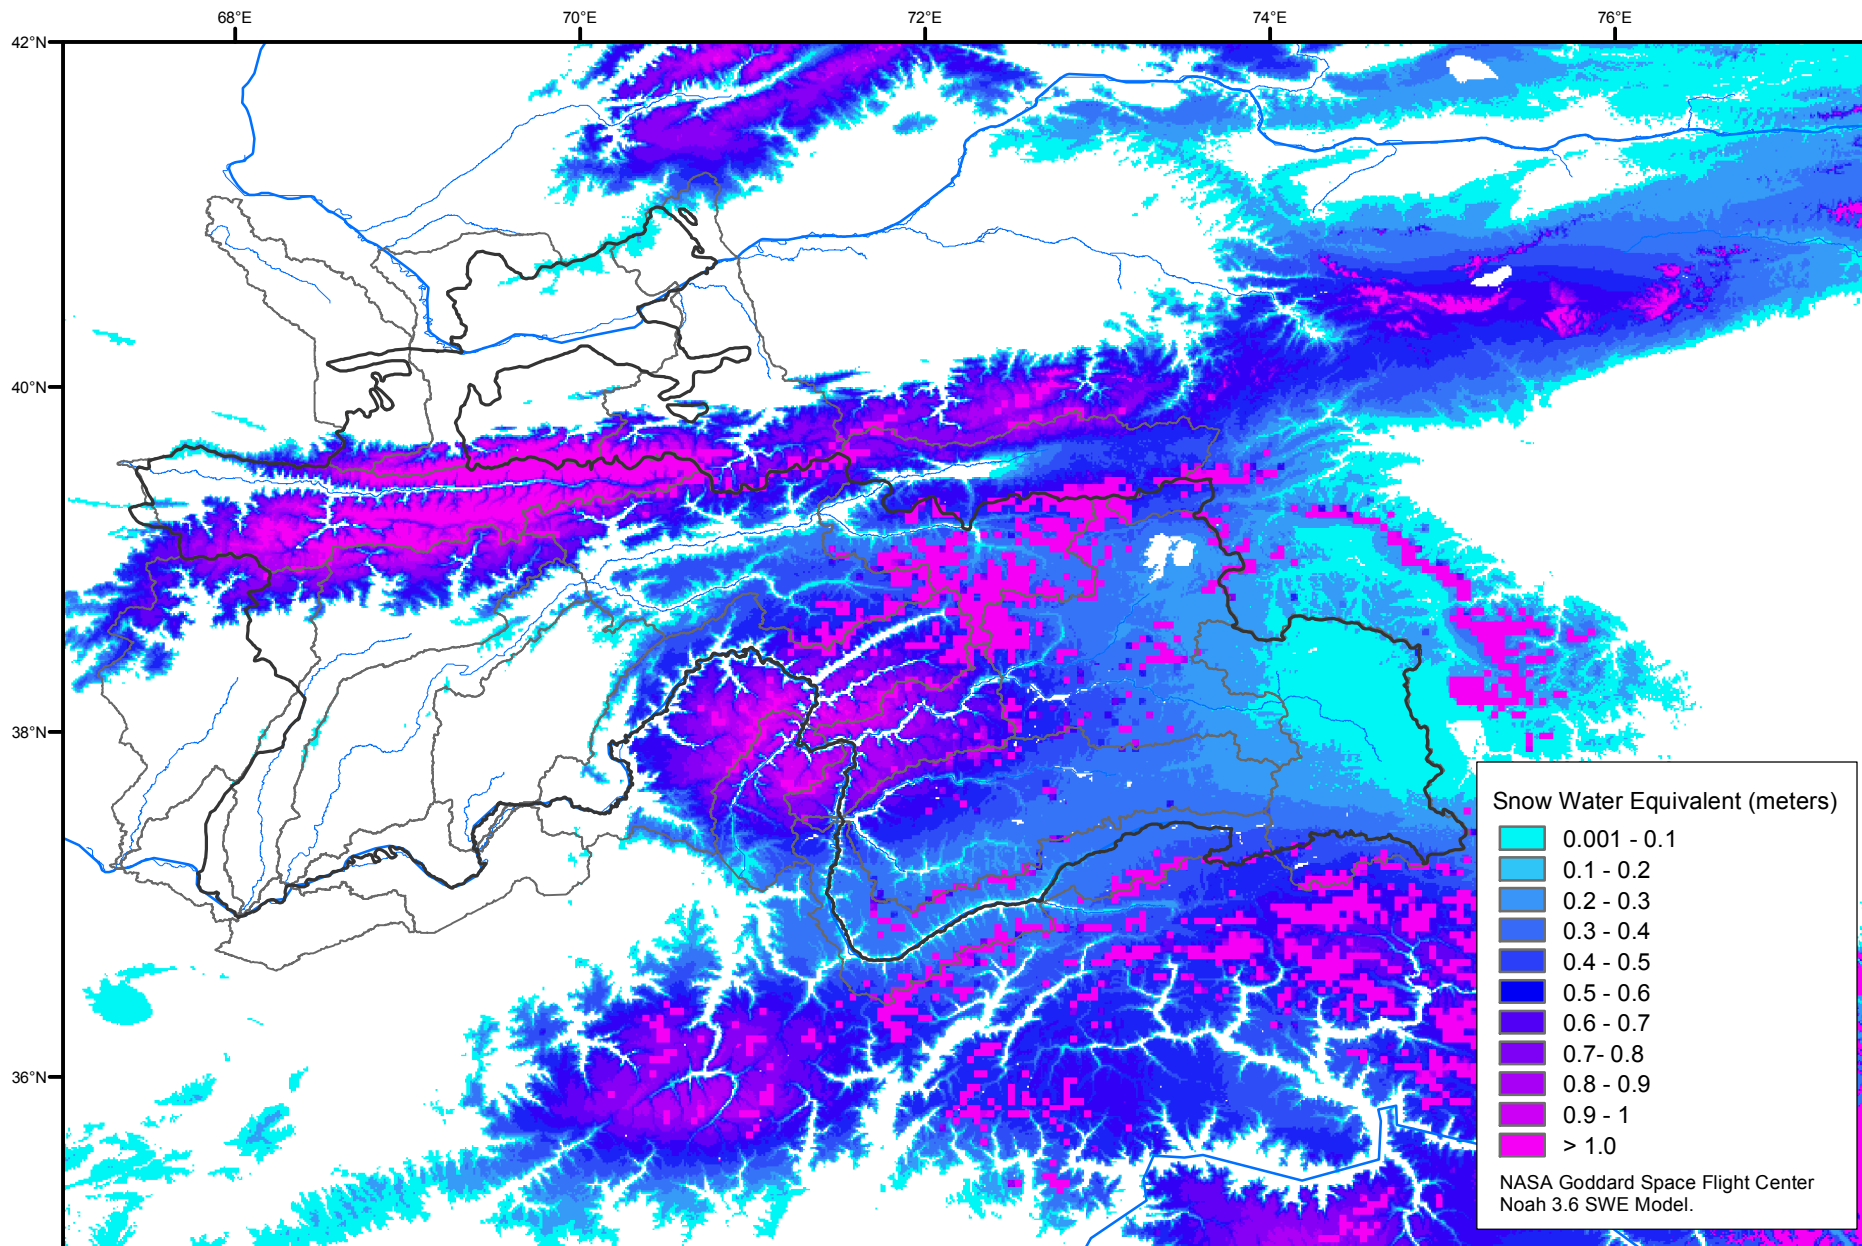 68°E
70°E
72°E
74°E
76°E
42°N
40°N
38°N
36°N
Snow Water Equivalent (meters)
0.001 - 0.1
0.1 - 0.2
0.2 - 0.3
0.3 - 0.4
0.4 - 0.5
0.5 - 0.6
0.6 - 0.7
0.7- 0.8
0.8 - 0.9
0.9 - 1
> 1.0
NASA Goddard Space Flight Center
Noah 3.6 SWE Model.